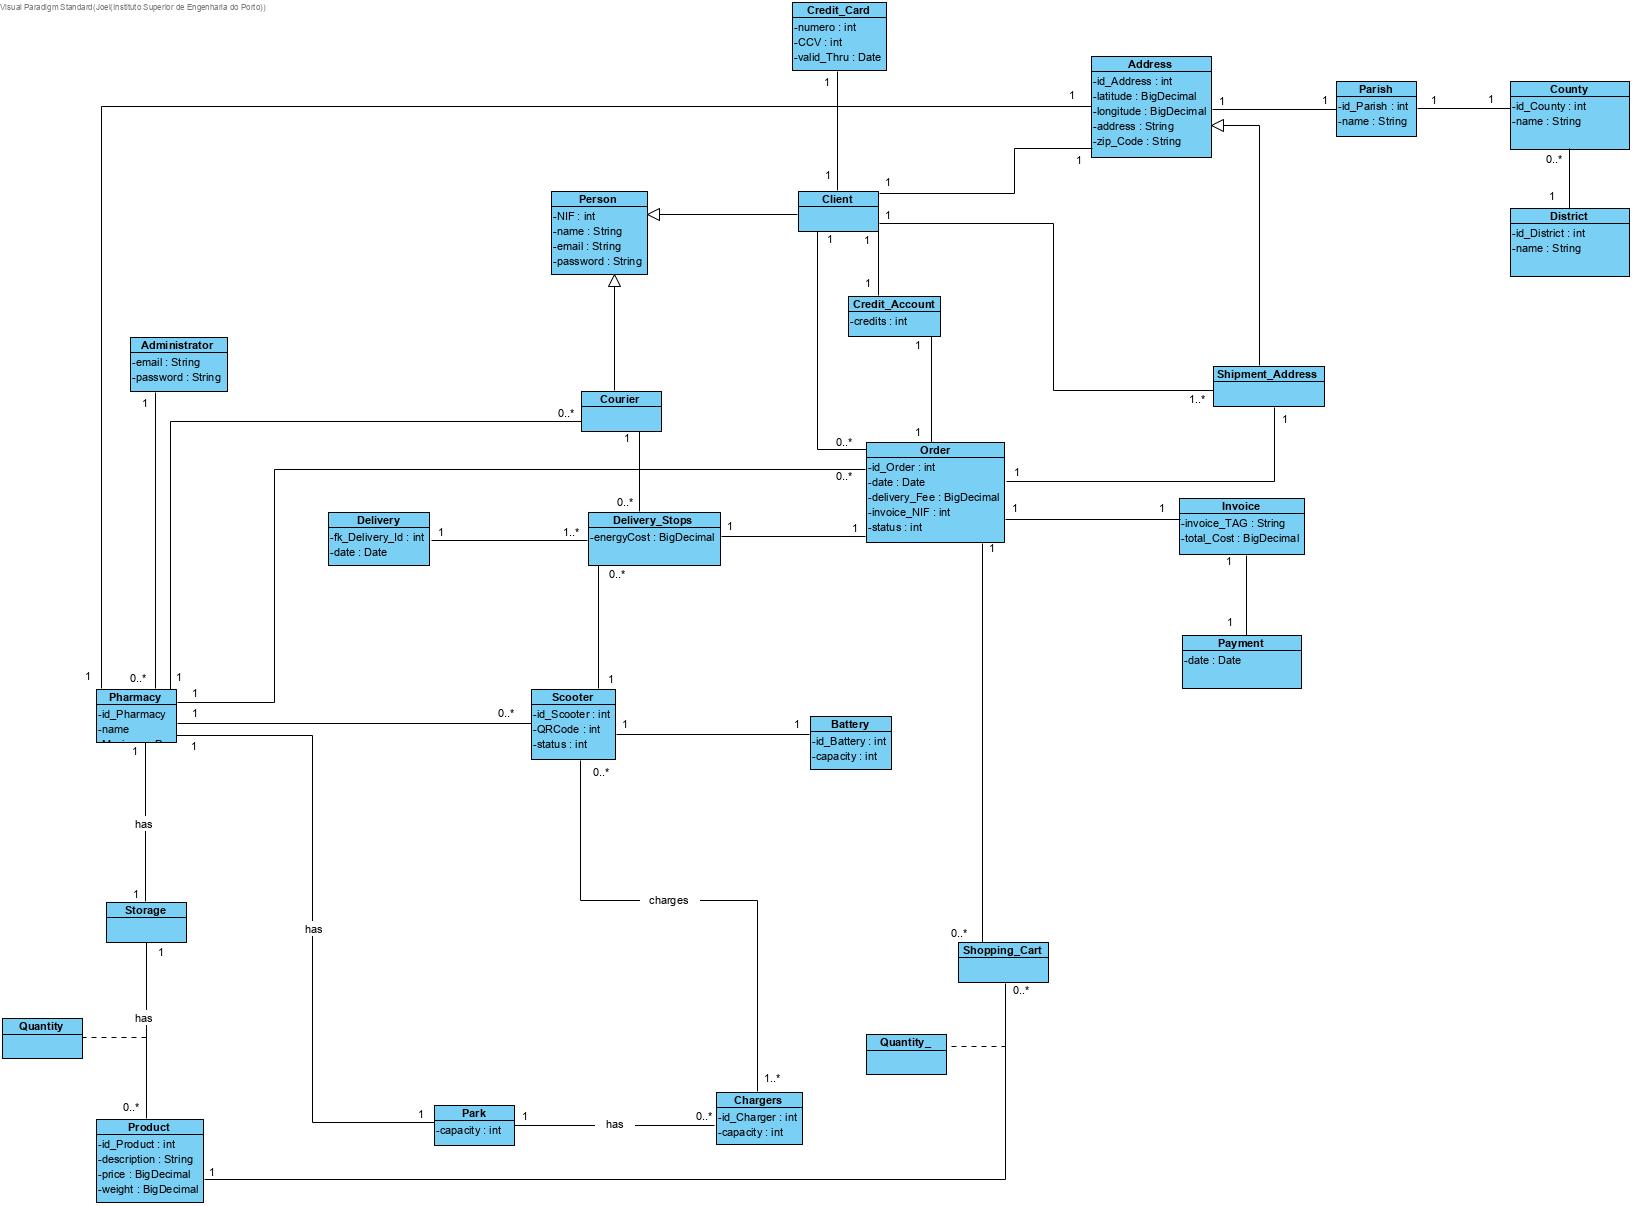 Visual Paradigm Standard(Joel(Instituto Superior de Engenharia do Porto))
Credit_Card
-numero : int
-CCV : int
-valid_Thru : Date
1
1
Address
-id_Address : int
-latitude : BigDecimal
-longitude : BigDecimal
-address : String
-zip_Code : String
1
1
1
Parish
-id_Parish : int
-name : String
1
1
County
-id_County : int
-name : String
1
0..*
1
District
-id_District : int
-name : String
Person
-NIF : int
-name : String
-email : String
-password : String
Client
1
1
1
1
Credit_Account
-credits : int
1
1
1
Administrator
-email : String
-password : String
1
Courier
0..*
1
Shipment_Address
1..*
1
Order
-id_Order : int
-date : Date
-delivery_Fee : BigDecimal
-invoice_NIF : int
-status : int
0..*
0..*
1
1
1
1
Invoice
-invoice_TAG : String
-total_Cost : BigDecimal
1
1
1
Payment
-date : Date
Delivery
-fk_Delivery_Id : int
-date : Date
1
1..*
0..*
Delivery_Stops
-energyCost : BigDecimal
1
0..*
1
Pharmacy
-id_Pharmacy
-name
1
0..*
1
1
1
1
1
has
1
Scooter
-id_Scooter : int
-QRCode : int
-status : int
0..*
1
1
0..*
Battery
-id_Battery : int
-capacity : int
charges
has
Storage
1
has
Quantity
0..*
Shopping_Cart
0..*
Quantity_
1..*
Chargers
-id_Charger : int
-capacity : int
0..*
has
1
Park
-capacity : int
1
0..*
Product
-id_Product : int
-description : String
-price : BigDecimal
-weight : BigDecimal
1